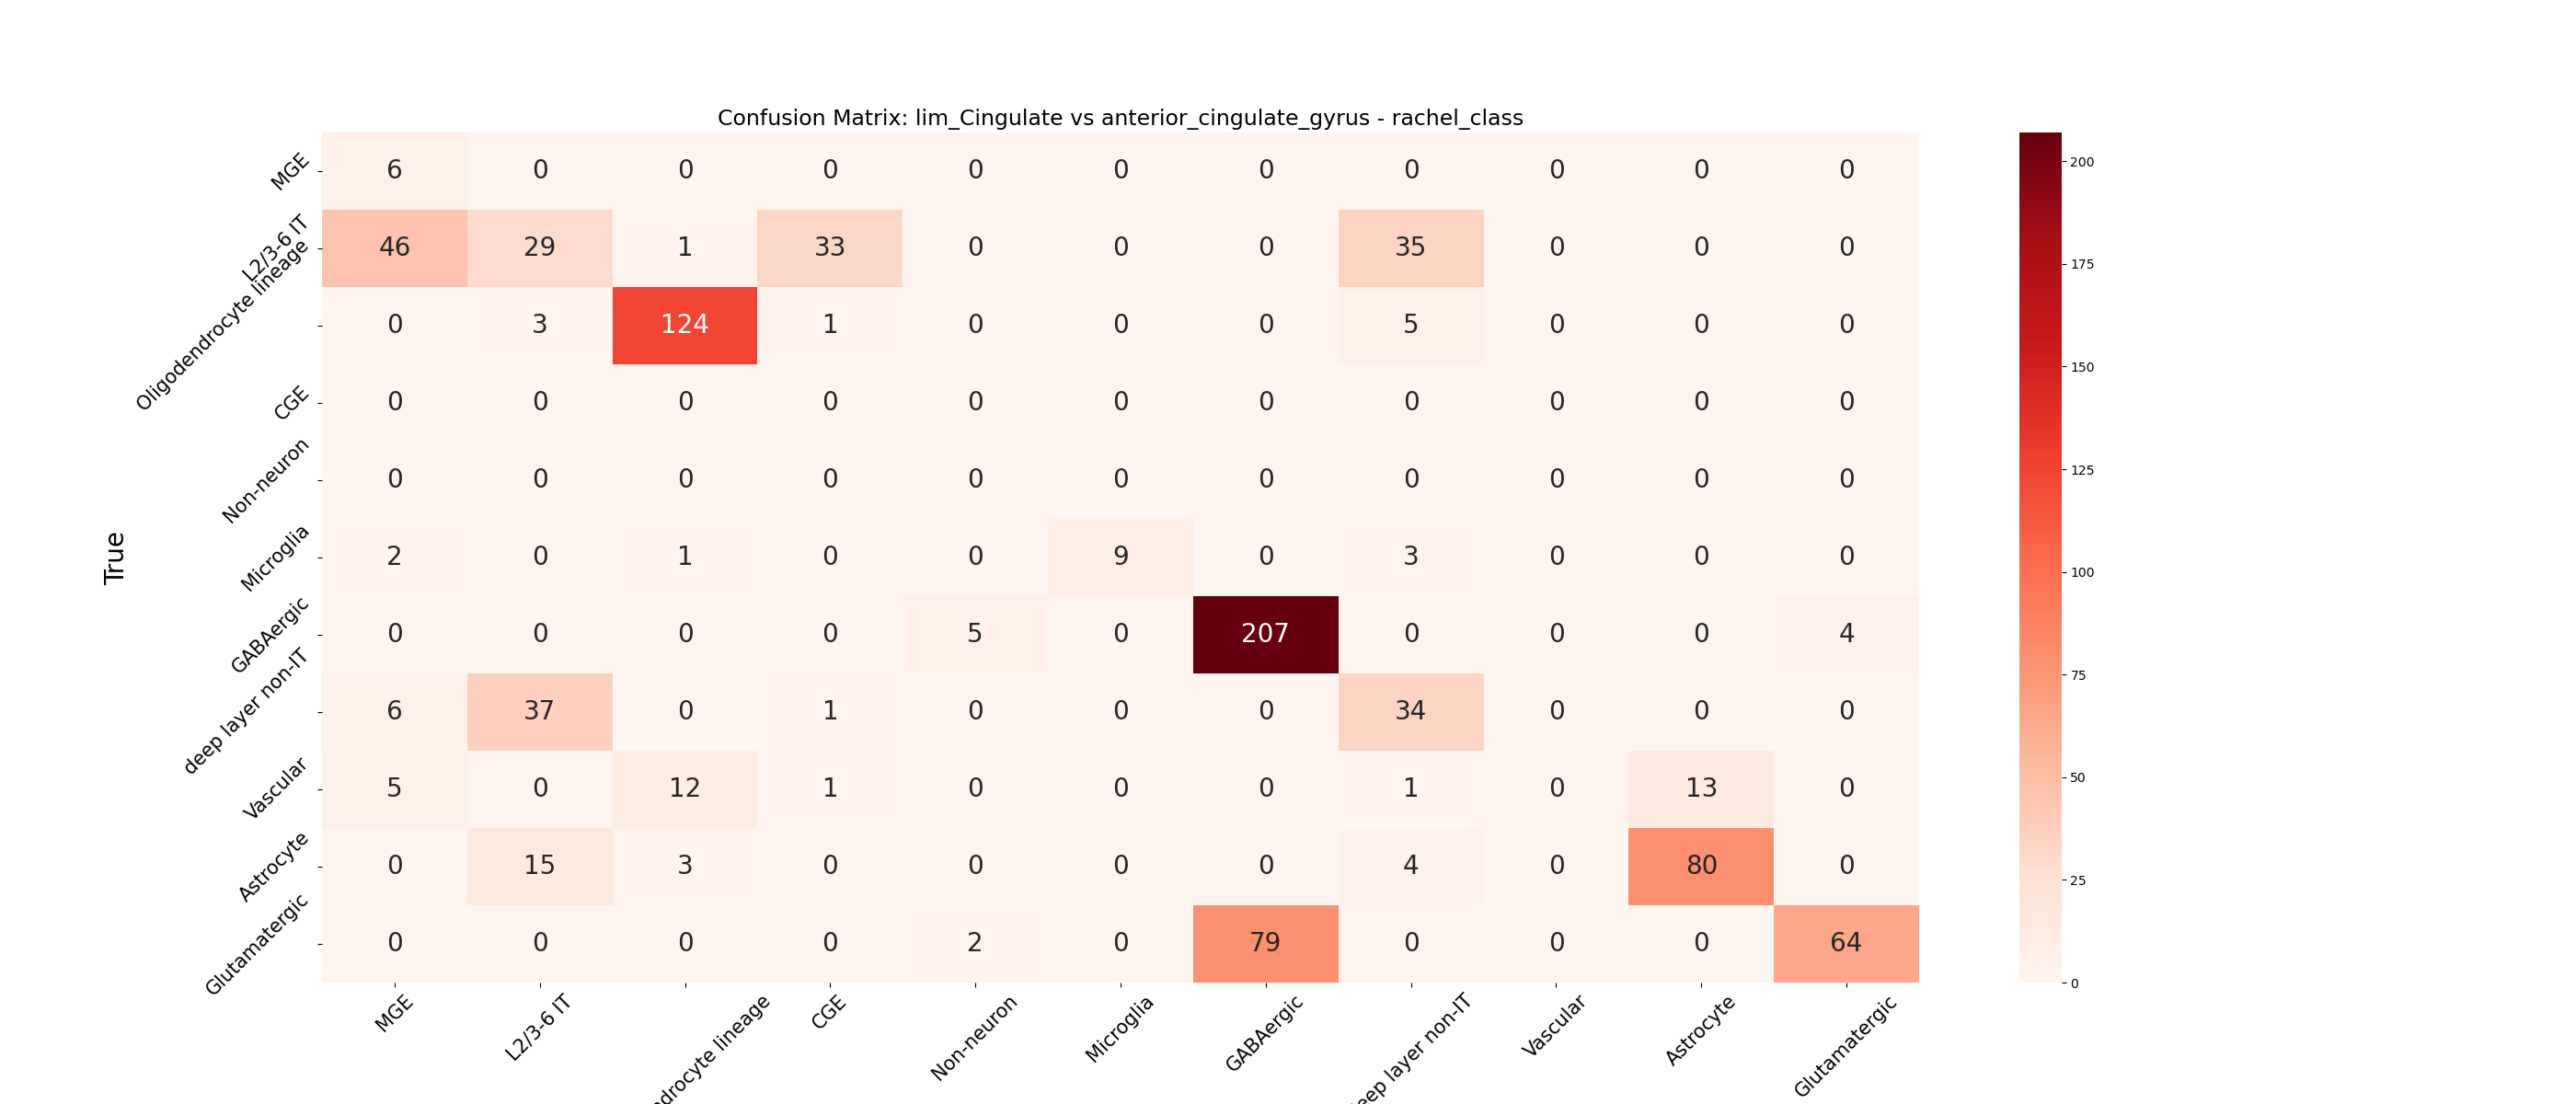 Confusion Matrix: lim_Cingulate vs anterior_cingulate_gyrus - rachel_class
True
MGE 6 0 0 0 0 0 0 0 0 0 0
L2/3-6 IT 46 29 1 33 0 0 0 35 0 0 0
Oligodendrocyte lineage 0 3 124 1 0 0 0 5 0 0 0
CGE 0 0 0 0 0 0 0 0 0 0 0
Non-neuron 0 0 0 0 0 0 0 0 0 0 0
Microglia 2 0 1 0 0 9 0 3 0 0 0
GABAergic 0 0 0 0 5 0 207 0 0 0 4
deep layer non-IT 6 37 0 1 0 0 0 34 0 0 0
Vascular 5 0 12 1 0 0 0 1 0 13 0
Astrocyte 0 15 3 0 0 0 0 4 0 80 0
Glutamatergic 0 0 0 0 2 0 79 0 0 0 64
MGE
L2/3-6 IT
lineage
CGE
Non-neuron
Microglia
GABAergic
layer non-IT
Vascular
Astrocyte
Glutamatergic
200
175
150
125
100
75
50
25
0